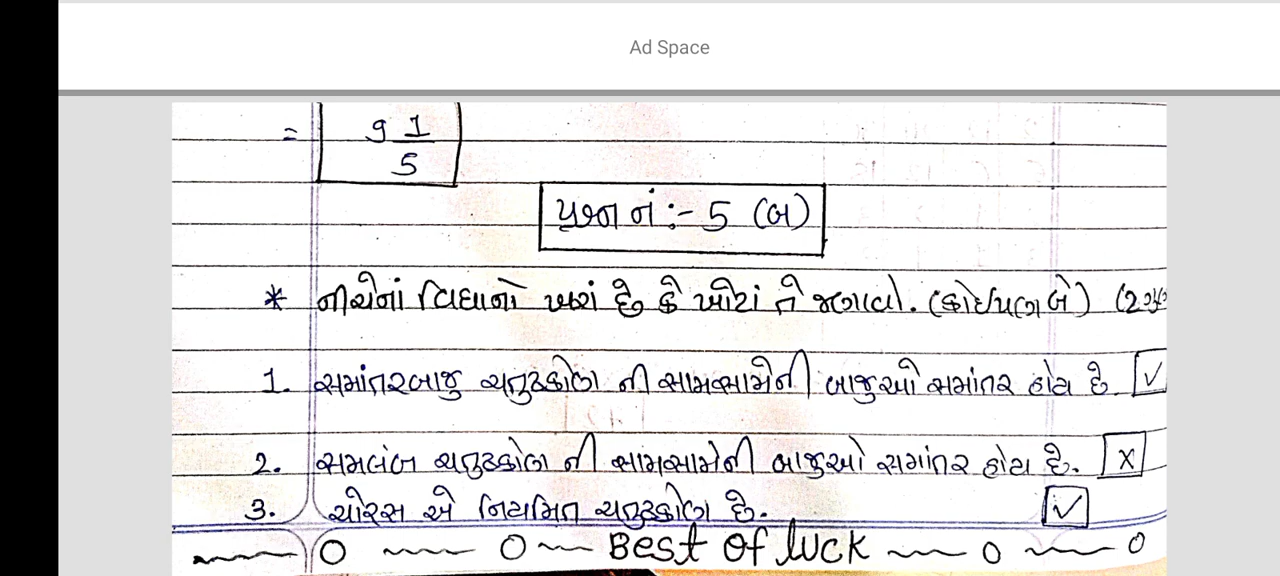 Ad Space
= 9 1/5
પ્રશ્ન નં :- 5 (બ)
* નીચેનાં વિધાનો ખરાં છે કે ખોટાં તે જણાવો. (કોઈપણ બે) (2
1. સમાંતરબાજુ ચતુષ્કોણ ની સામસામેની બાજુઓ સમાંતર હોય છે. ✓
2. સમલંબ ચતુષ્કોણ ની સામસામેની બાજુઓ સમાંતર હોય છે. X
3. ચોરસ એ નિયમિત ચતુષ્કોણ છે. ✓
Best of luck